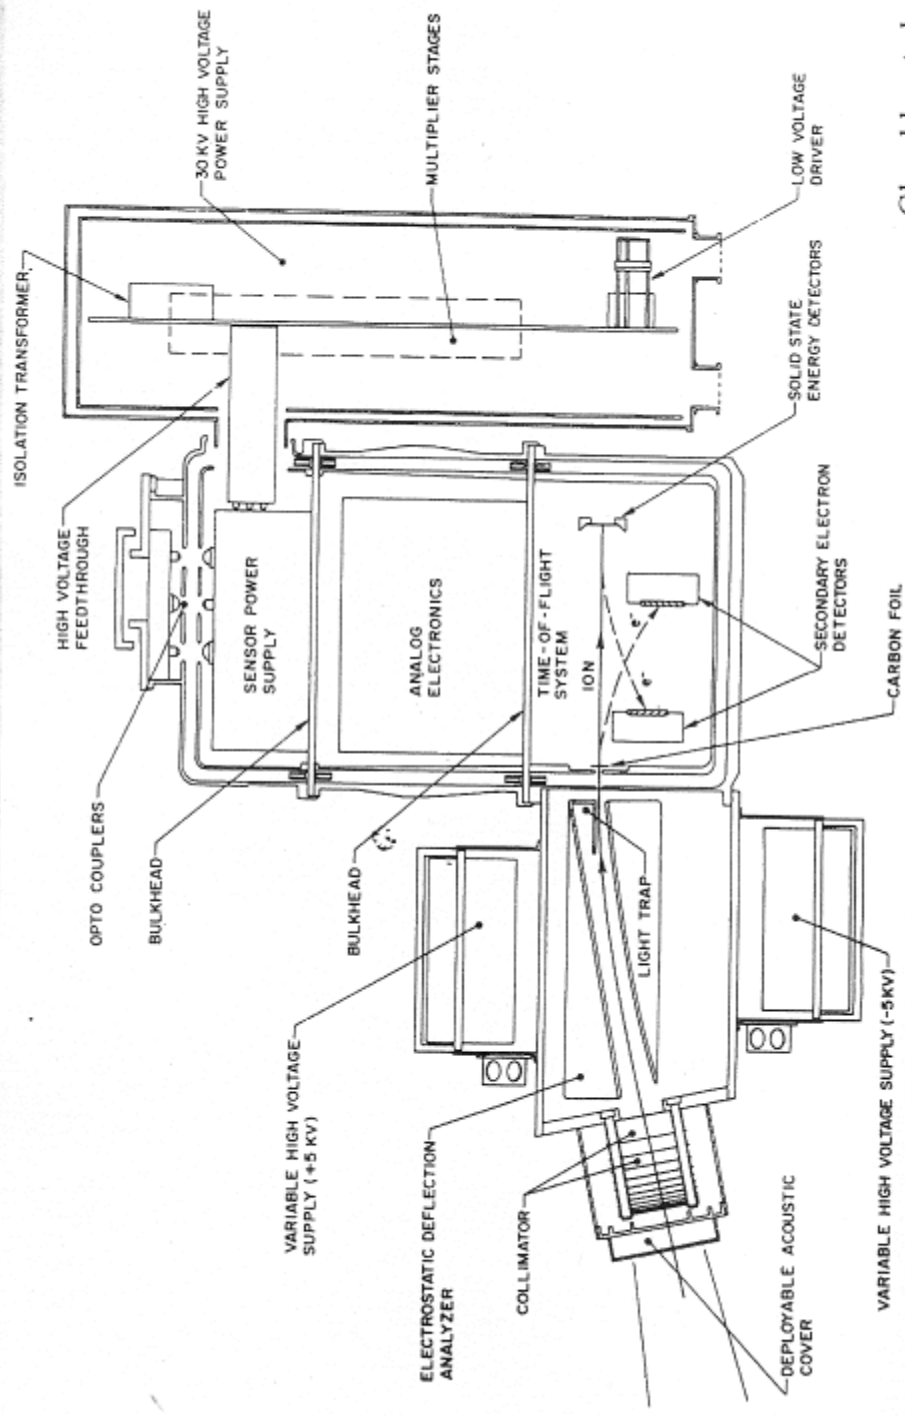 ISOLATION TRANSFORMER
30 KV HIGH VOLTAGE
POWER SUPPLY
MULTIPLIER STAGES
LOW VOLTAGE
DRIVER
HIGH VOLTAGE
FEEDTHROUGH
SOLID STATE
ENERGY DETECTORS
OPTO COUPLERS
SENSOR POWER
SUPPLY
ANALOG
ELECTRONICS
TIME-OF-FLIGHT
SYSTEM
ION
e-
e-
SECONDARY ELECTRON
DETECTORS
CARBON FOIL
BULKHEAD
BULKHEAD
LIGHT TRAP
VARIABLE HIGH VOLTAGE
SUPPLY (+5 KV)
ELECTROSTATIC DEFLECTION
ANALYZER
COLLIMATOR
DEPLOYABLE ACOUSTIC
COVER
VARIABLE HIGH VOLTAGE SUPPLY (-5KV)